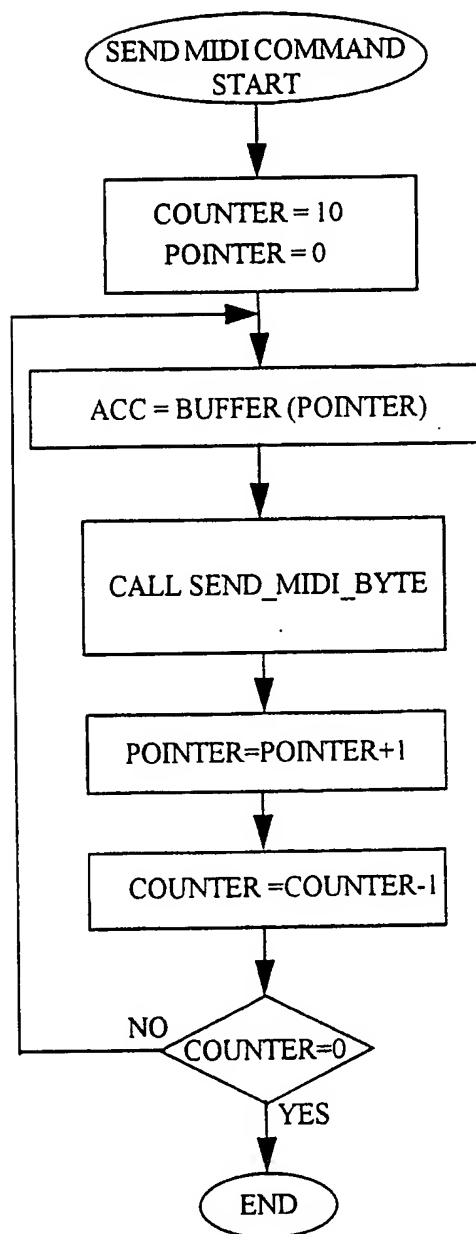 SEND MIDI COMMAND
START
COUNTER = 10
POINTER = 0
ACC = BUFFER (POINTER)
CALL SEND_MIDI_BYTE
POINTER=POINTER+1
COUNTER =COUNTER-1
NO
COUNTER=0
YES
END